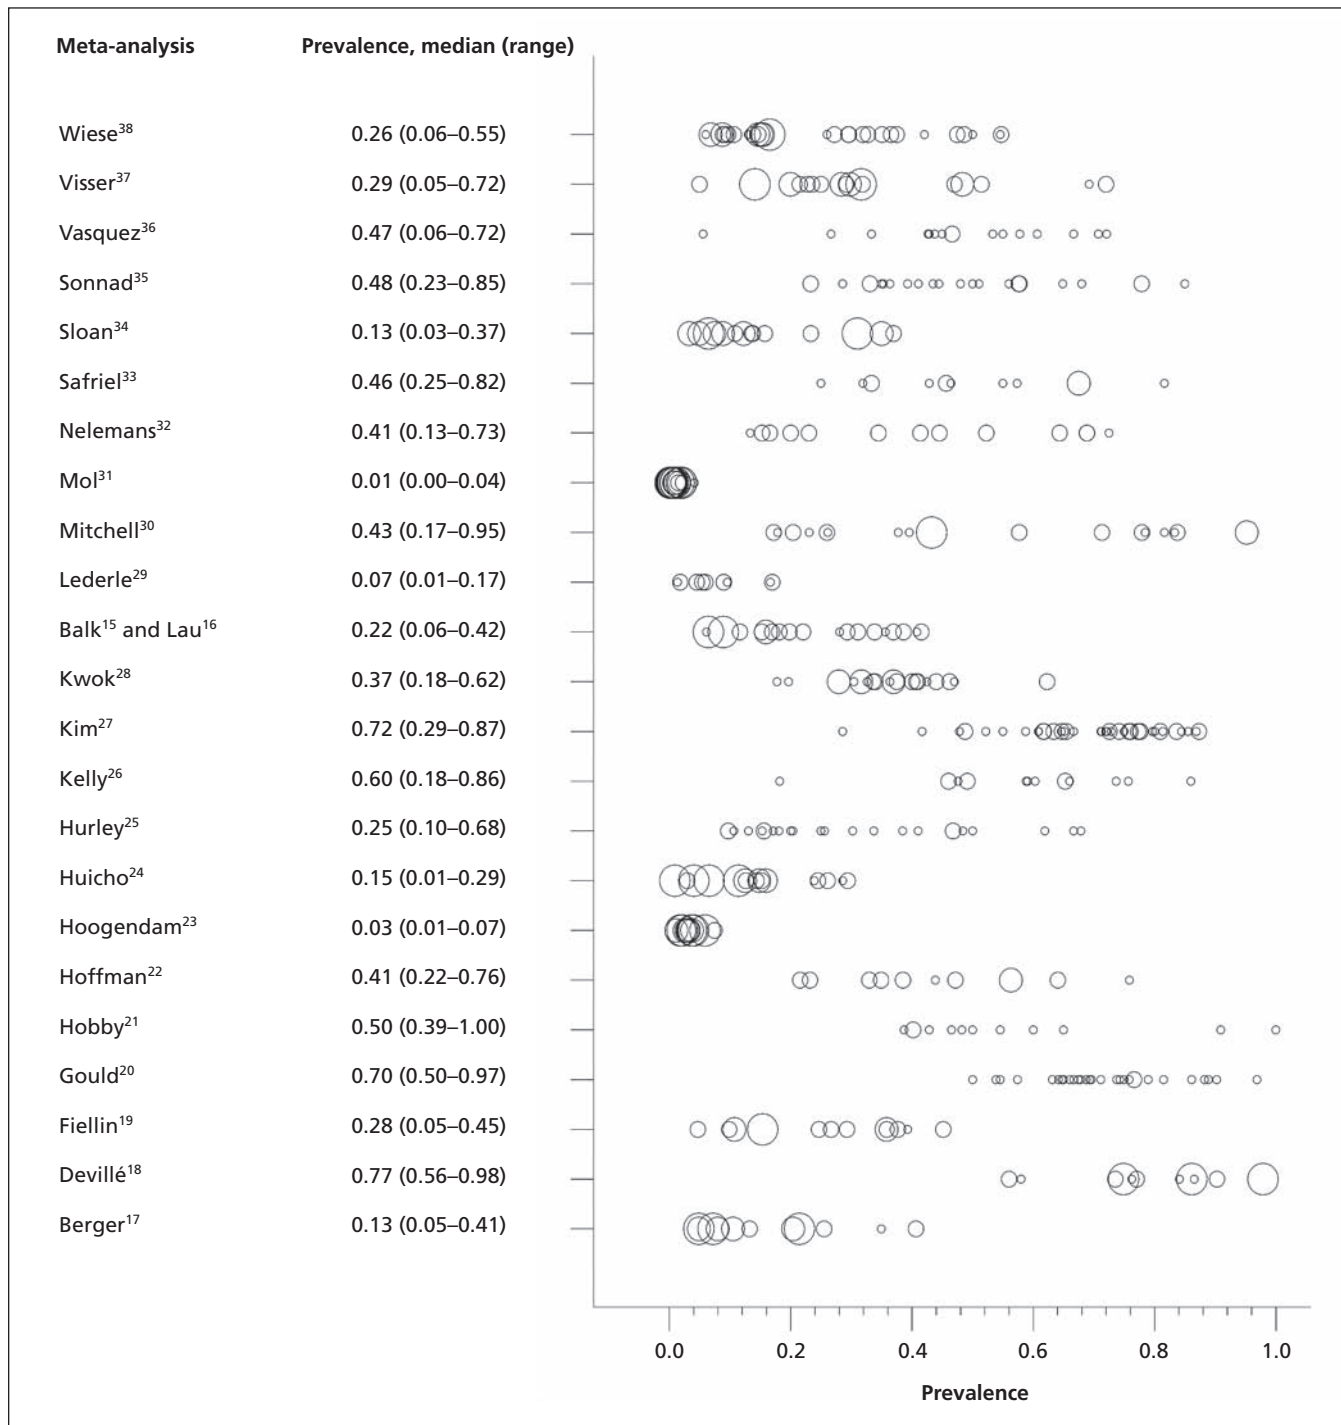 Meta-analysis Prevalence, median (range)
Wiese38 0.26 (0.06–0.55)
Visser37 0.29 (0.05–0.72)
Vasquez36 0.47 (0.06–0.72)
Sonnad35 0.48 (0.23–0.85)
Sloan34 0.13 (0.03–0.37)
Safriel33 0.46 (0.25–0.82)
Nelemans32 0.41 (0.13–0.73)
Mol31 0.01 (0.00–0.04)
Mitchell30 0.43 (0.17–0.95)
Lederle29 0.07 (0.01–0.17)
Balk15 and Lau16 0.22 (0.06–0.42)
Kwok28 0.37 (0.18–0.62)
Kim27 0.72 (0.29–0.87)
Kelly26 0.60 (0.18–0.86)
Hurley25 0.25 (0.10–0.68)
Huicho24 0.15 (0.01–0.29)
Hoogendam23 0.03 (0.01–0.07)
Hoffman22 0.41 (0.22–0.76)
Hobby21 0.50 (0.39–1.00)
Gould20 0.70 (0.50–0.97)
Fiellin19 0.28 (0.05–0.45)
Devillé18 0.77 (0.56–0.98)
Berger17 0.13 (0.05–0.41)
0.0 0.2 0.4 0.6 0.8 1.0
Prevalence